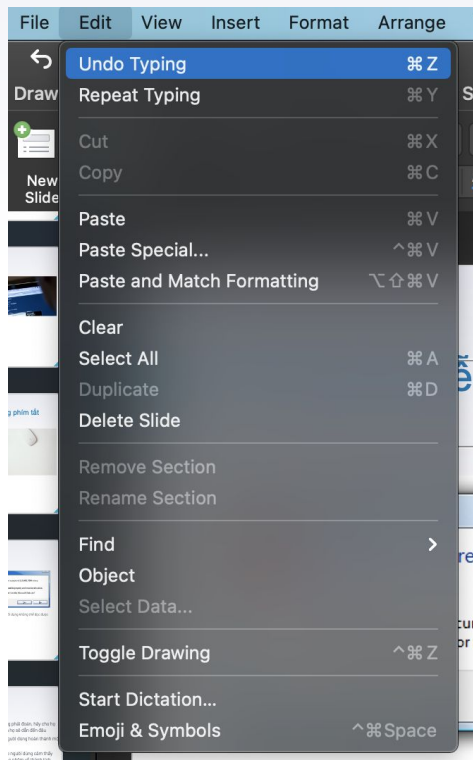 File Edit View Insert Format Arrange
Draw
New
Slide
Undo Typing ⌘Z
Repeat Typing ⌘Y
Cut ⌘X
Copy ⌘C
Paste ⌘V
Paste Special... ^⌘V
Paste and Match Formatting ⌥⇧⌘V
Clear
Select All ⌘A
Duplicate ⌘D
Delete Slide
Remove Section
Rename Section
Find >
Object
Select Data...
Toggle Drawing ^⌘Z
Start Dictation...
Emoji & Symbols ^⌘Space
phím tắt